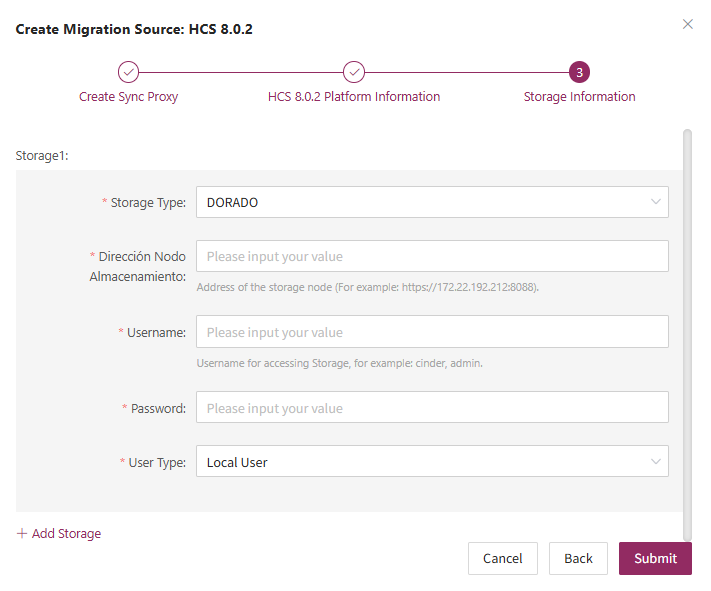 Create Migration Source: HCS 8.0.2
3
Create Sync Proxy
HCS 8.0.2 Platform Information
Storage Information
Storage1:
* Storage Type:
DORADO
* Dirección Nodo
Almacenamiento:
Please input your value
Address of the storage node (For example: https://172.22.192.212:8088).
* Username:
Please input your value
Username for accessing Storage, for example: cinder, admin.
* Password:
Please input your value
* User Type:
Local User
+ Add Storage
Cancel
Back
Submit